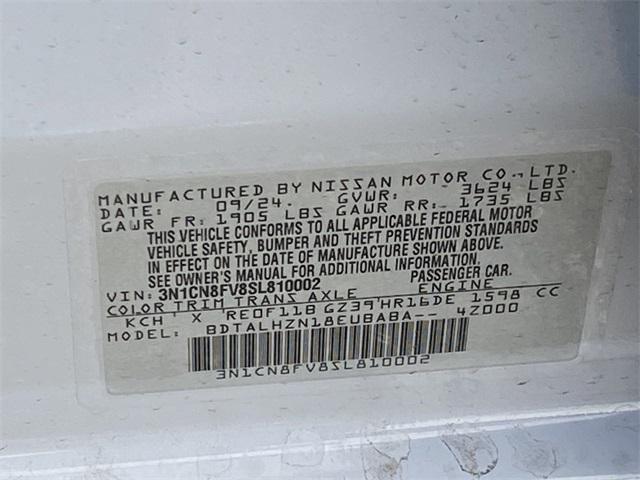 MANUFACTURED BY NISSAN MOTOR CO., LTD.
DATE: 09/24. GVWR: 3624 LBS
GAWR FR: 1905 LBS GAWR RR: 1735 LBS
THIS VEHICLE CONFORMS TO ALL APPLICABLE FEDERAL MOTOR
VEHICLE SAFETY, BUMPER AND THEFT PREVENTION STANDARDS
IN EFFECT ON THE DATE OF MANUFACTURE SHOWN ABOVE.
SEE OWNER'S MANUAL FOR ADDITIONAL INFORMATION.
VIN: 3N1CN8FV8SL810002 PASSENGER CAR.
COLOR TRIM TRANS AXLE ENGINE
KCH X RE0F11B GZ39 HR16DE 1598 CC
BDTALHZN18EUBABA-- 4Z000
3N1CN8FV8SL810002